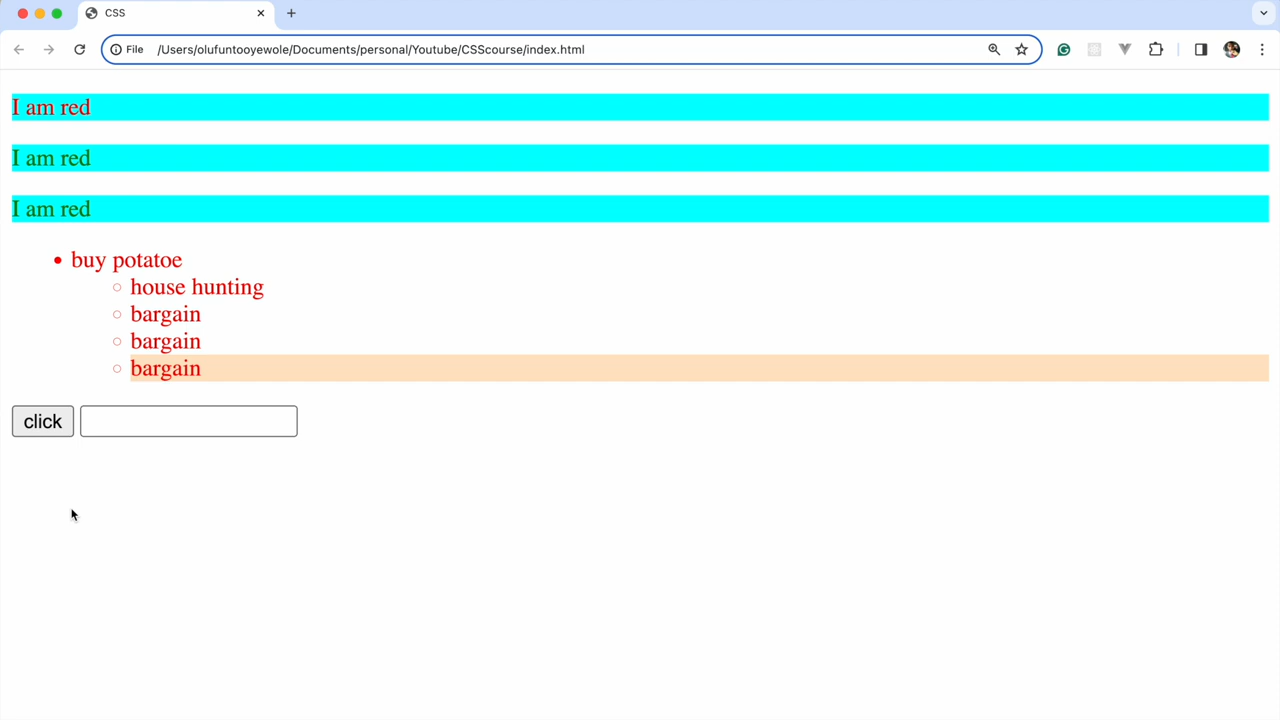 CSS
File /Users/olufuntooyewole/Documents/personal/Youtube/CSScourse/index.html
I am red
I am red
I am red
buy potatoe
house hunting
bargain
bargain
bargain
click